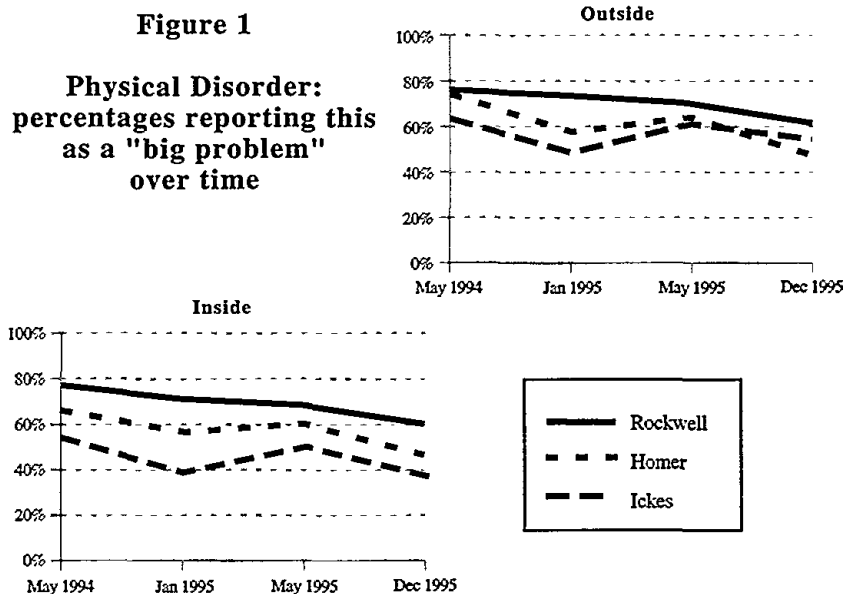 Figure 1
Physical Disorder:
percentages reporting this
as a "big problem"
over time
Outside
100%
80%
60%
40%
20%
0%
May 1994 Jan 1995 May 1995 Dec 1995
Inside
100%
80%
60%
40%
20%
0%
May 1994 Jan 1995 May 1995 Dec 1995
Rockwell
Homer
Ickes